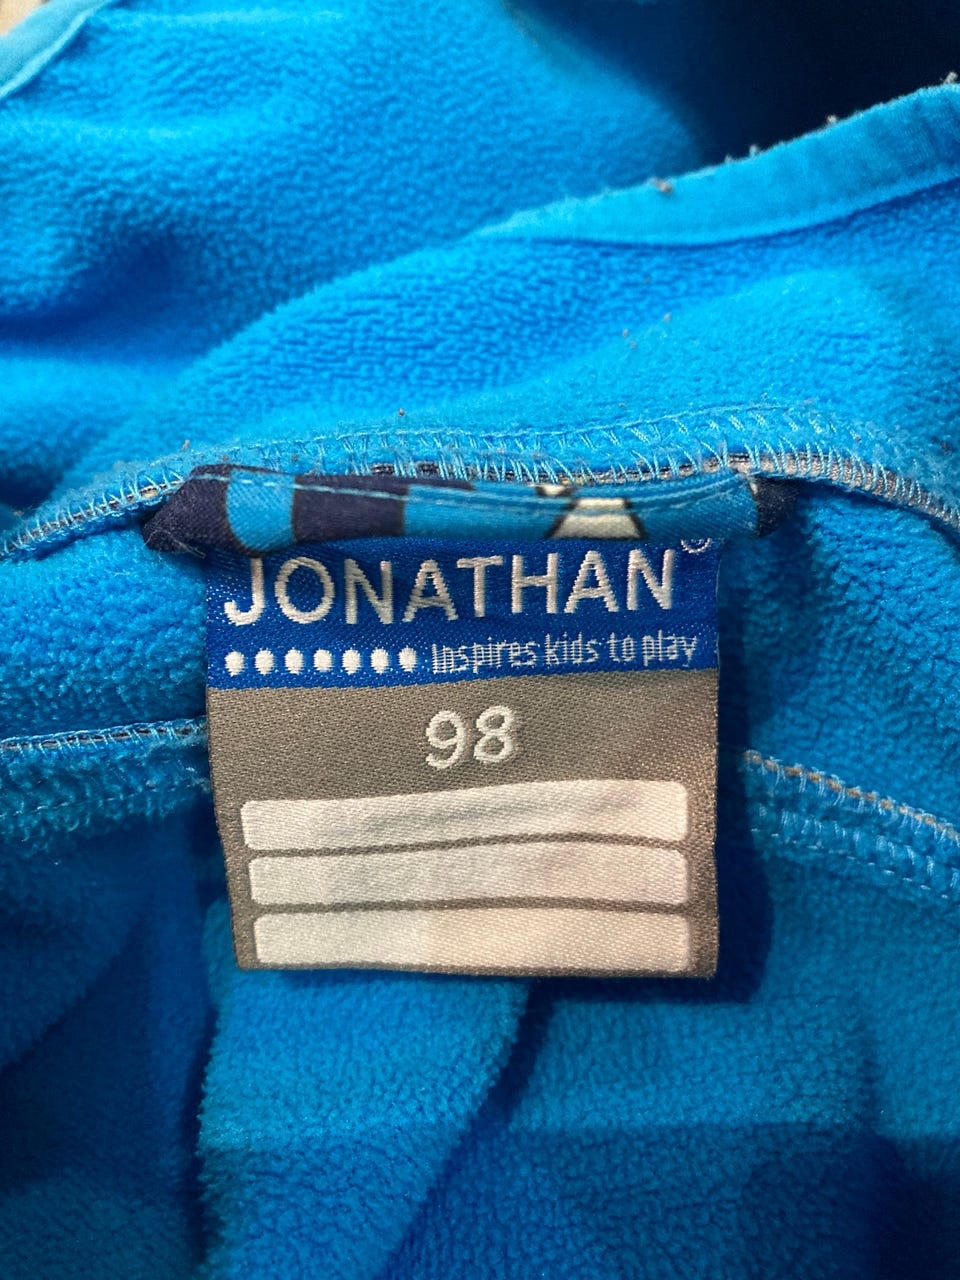 JONATHAN®
Inspires kids to play
98